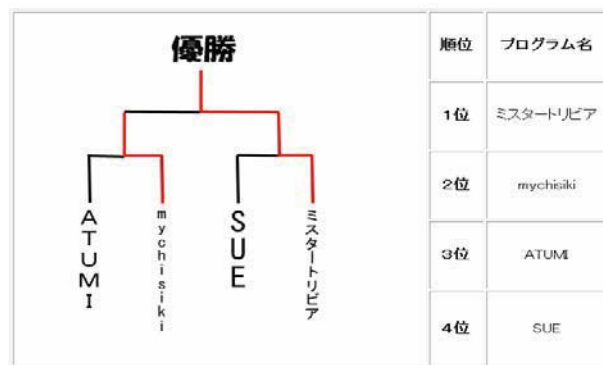 優勝
ATUMI
mychisiki
SUE
ミスタートリビア
順位 プログラム名
1位 ミスタートリビア
2位 mychisiki
3位 ATUMI
4位 SUE